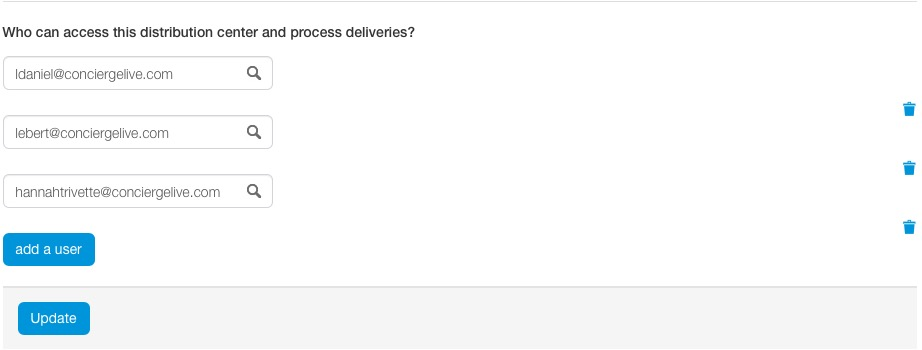 Who can access this distribution center and process deliveries?
ldaniel@conciergelive.com
lebert@conciergelive.com
hannahtrivette@conciergelive.com
add a user
Update